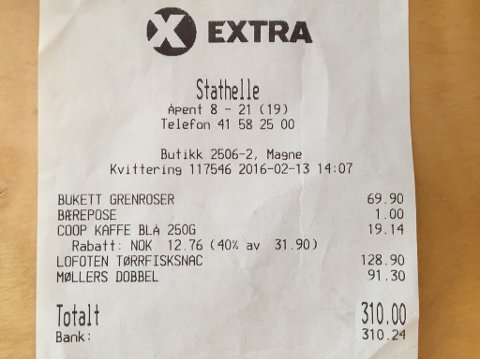 X EXTRA
Stathelle
Åpent 8 - 21 (19)
Telefon 41 58 25 00
Butikk 2506-2, Magne
Kvittering 117546 2016-02-13 14:07
BUKETT GRENROSER 69.90
BÆREPOSE 1.00
COOP KAFFE BLÅ 250G 19.14
Rabatt: NOK 12.76 (40% av 31.90)
LOFOTEN TØRRFISKSNAC 128.90
MØLLERS DOBBEL 91.30
Totalt 310.00
Bank: 310.24